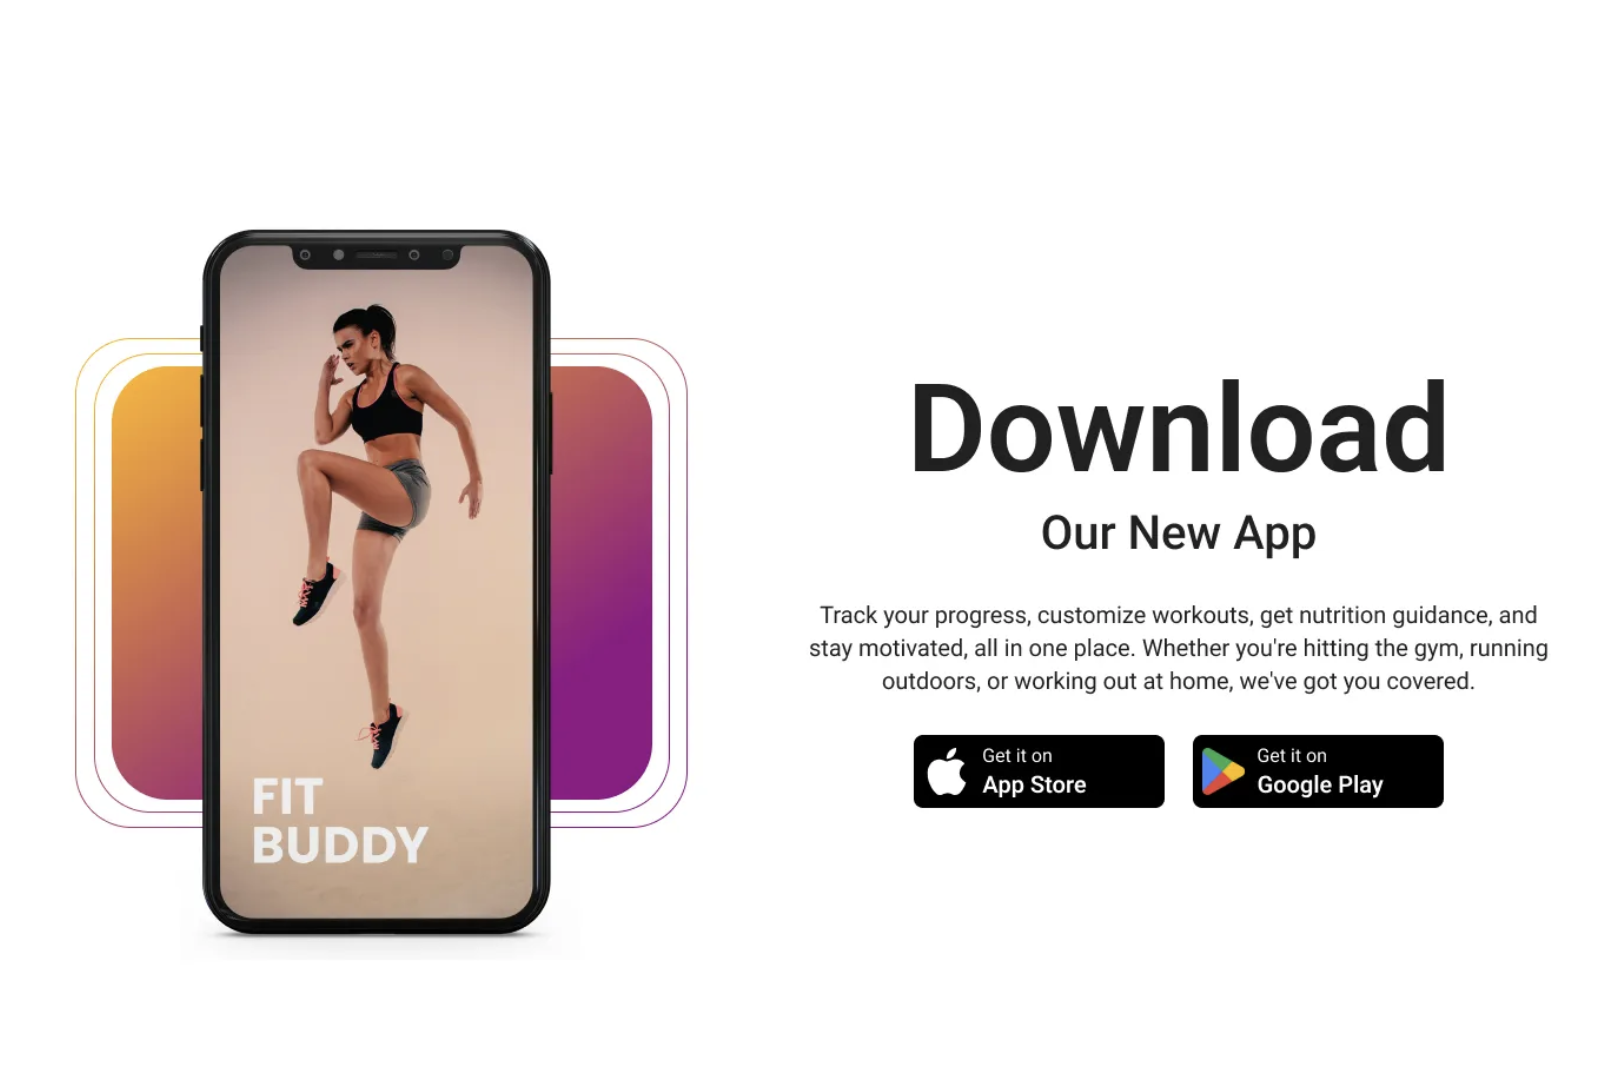 FIT
BUDDY
Download
Our New App
Track your progress, customize workouts, get nutrition guidance, and
stay motivated, all in one place. Whether you're hitting the gym, running
outdoors, or working out at home, we've got you covered.
Get it on
App Store
Get it on
Google Play